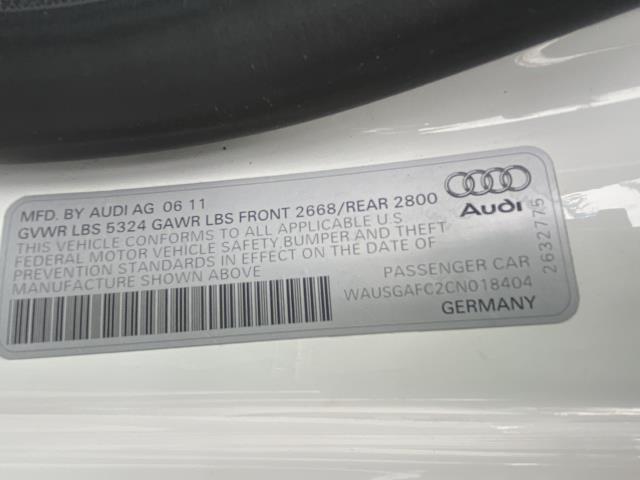 MFD. BY AUDI AG 06 11
GVWR LBS 5324 GAWR LBS FRONT 2668/REAR 2800
THIS VEHICLE CONFORMS TO ALL APPLICABLE U S
FEDERAL MOTOR VEHICLE SAFETY,BUMPER AND THEFT
PREVENTION STANDARDS IN EFFECT ON THE DATE OF
MANUFACTURE SHOWN ABOVE
Audi
2632775
PASSENGER CAR
WAUSGAFC2CN018404
GERMANY